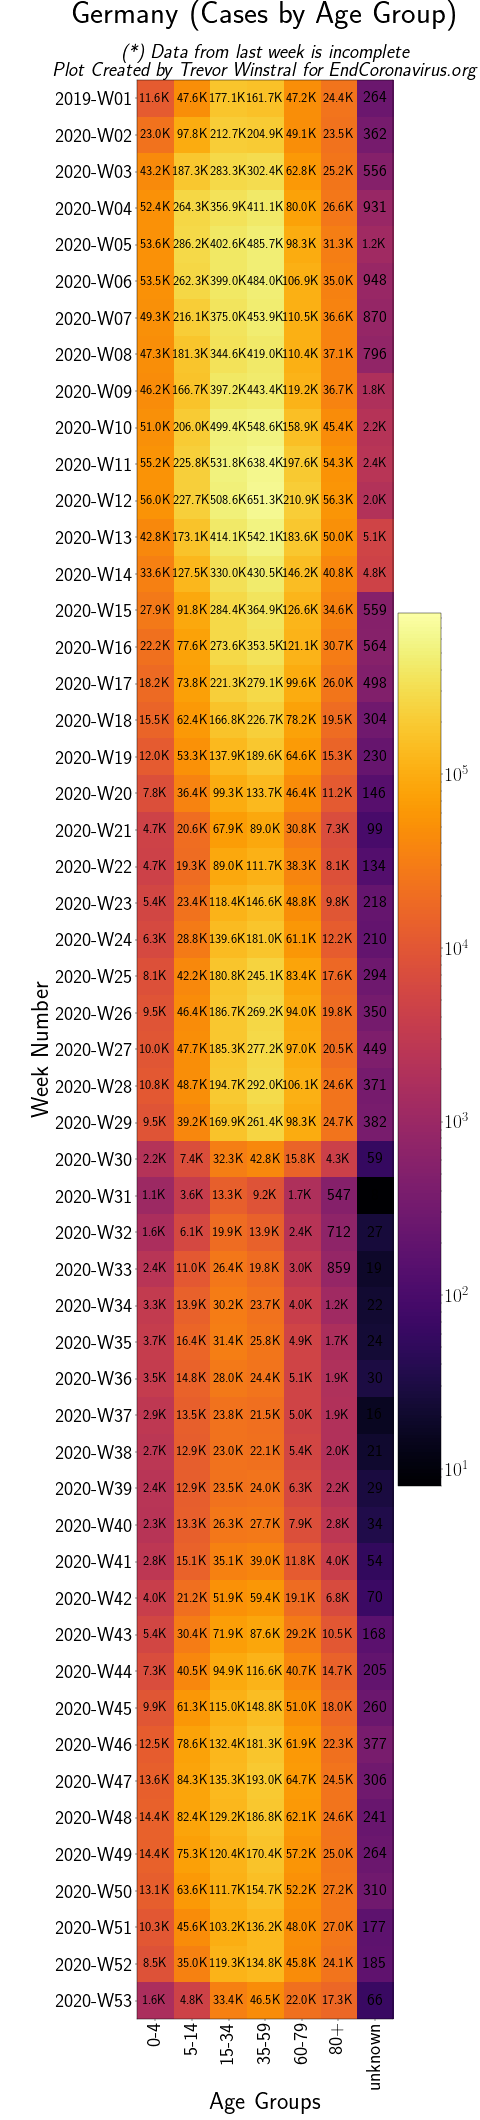 Germany (Cases by Age Group)
(*) Data from last week is incomplete
Plot Created by Trevor Winstral for EndCoronavirus.org
2019-W01 11.6K 47.6K 177.1K 161.7K 47.2K 24.4K 264
2020-W02 23.0K 97.8K 212.7K 204.9K 49.1K 23.5K 362
2020-W03 43.2K 187.3K 283.3K 302.4K 62.8K 25.2K 556
2020-W04 52.4K 264.3K 356.9K 411.1K 80.0K 26.6K 931
2020-W05 53.6K 286.2K 402.6K 485.7K 98.3K 31.3K 1.2K
2020-W06 53.5K 262.3K 399.0K 484.0K 106.9K 35.0K 948
2020-W07 49.3K 216.1K 375.0K 453.9K 110.5K 36.6K 870
2020-W08 47.3K 181.3K 344.6K 419.0K 110.4K 37.1K 796
2020-W09 46.2K 166.7K 397.2K 443.4K 119.2K 36.7K 1.8K
2020-W10 51.0K 206.0K 499.4K 548.6K 158.9K 45.4K 2.2K
2020-W11 55.2K 225.8K 531.8K 638.4K 197.6K 54.3K 2.4K
2020-W12 56.0K 227.7K 508.6K 651.3K 210.9K 56.3K 2.0K
2020-W13 42.8K 173.1K 414.1K 542.1K 183.6K 50.0K 5.1K
2020-W14 33.6K 127.5K 330.0K 430.5K 146.2K 40.8K 4.8K
2020-W15 27.9K 91.8K 284.4K 364.9K 126.6K 34.6K 559
2020-W16 22.2K 77.6K 273.6K 353.5K 121.1K 30.7K 564
2020-W17 18.2K 73.8K 221.3K 279.1K 99.6K 26.0K 498
2020-W18 15.5K 62.4K 166.8K 226.7K 78.2K 19.5K 304
2020-W19 12.0K 53.3K 137.9K 189.6K 64.6K 15.3K 230
2020-W20 7.8K 36.4K 99.3K 133.7K 46.4K 11.2K 146
2020-W21 4.7K 20.6K 67.9K 89.0K 30.8K 7.3K 99
2020-W22 4.7K 19.3K 89.0K 111.7K 38.3K 8.1K 134
2020-W23 5.4K 23.4K 118.4K 146.6K 48.8K 9.8K 218
2020-W24 6.3K 28.8K 139.6K 181.0K 61.1K 12.2K 210
2020-W25 8.1K 42.2K 180.8K 245.1K 83.4K 17.6K 294
2020-W26 9.5K 46.4K 186.7K 269.2K 94.0K 19.8K 350
2020-W27 10.0K 47.7K 185.3K 277.2K 97.0K 20.5K 449
2020-W28 10.8K 48.7K 194.7K 292.0K 106.1K 24.6K 371
2020-W29 9.5K 39.2K 169.9K 261.4K 98.3K 24.7K 382
2020-W30 2.2K 7.4K 32.3K 42.8K 15.8K 4.3K 59
2020-W31 1.1K 3.6K 13.3K 9.2K 1.7K 547
2020-W32 1.6K 6.1K 19.9K 13.9K 2.4K 712 27
2020-W33 2.4K 11.0K 26.4K 19.8K 3.0K 859 19
2020-W34 3.3K 13.9K 30.2K 23.7K 4.0K 1.2K 22
2020-W35 3.7K 16.4K 31.4K 25.8K 4.9K 1.7K 24
2020-W36 3.5K 14.8K 28.0K 24.4K 5.1K 1.9K 30
2020-W37 2.9K 13.5K 23.8K 21.5K 5.0K 1.9K
2020-W38 2.7K 12.9K 23.0K 22.1K 5.4K 2.0K 21
2020-W39 2.4K 12.9K 23.5K 24.0K 6.3K 2.2K 29
2020-W40 2.3K 13.3K 26.3K 27.7K 7.9K 2.8K 34
2020-W41 2.8K 15.1K 35.1K 39.0K 11.8K 4.0K 54
2020-W42 4.0K 21.2K 51.9K 59.4K 19.1K 6.8K 70
2020-W43 5.4K 30.4K 71.9K 87.6K 29.2K 10.5K 168
2020-W44 7.3K 40.5K 94.9K 116.6K 40.7K 14.7K 205
2020-W45 9.9K 61.3K 115.0K 148.8K 51.0K 18.0K 260
2020-W46 12.5K 78.6K 132.4K 181.3K 61.9K 22.3K 377
2020-W47 13.6K 84.3K 135.3K 193.0K 64.7K 24.5K 306
2020-W48 14.4K 82.4K 129.2K 186.8K 62.1K 24.6K 241
2020-W49 14.4K 75.3K 120.4K 170.4K 57.2K 25.0K 264
2020-W50 13.1K 63.6K 111.7K 154.7K 52.2K 27.2K 310
2020-W51 10.3K 45.6K 103.2K 136.2K 48.0K 27.0K 177
2020-W52 8.5K 35.0K 119.3K 134.8K 45.8K 24.1K 185
2020-W53 1.6K 4.8K 33.4K 46.5K 22.0K 17.3K 66
0-4 5-14 15-34 35-59 60-79 80+ unknown
Age Groups
Week Number
10^5
10^4
10^3
10^2
10^1